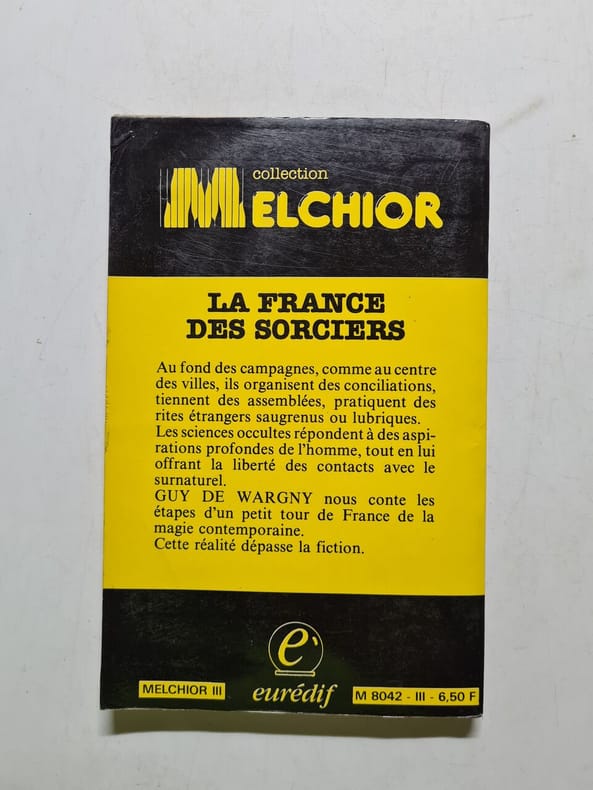 collection
MELCHIOR
LA FRANCE
DES SORCIERS
Au fond des campagnes, comme au centre
des villes, ils organisent des conciliations,
tiennent des assemblées, pratiquent des
rites étrangers saugrenus ou lubriques.
Les sciences occultes répondent à des aspi-
rations profondes de l'homme, tout en lui
offrant la liberté des contacts avec le
surnaturel.
GUY DE WARGNY nous conte les
étapes d'un petit tour de France de la
magie contemporaine.
Cette réalité dépasse la fiction.
e
MELCHIOR III
eurédif
M 8042 - III - 6,50 F